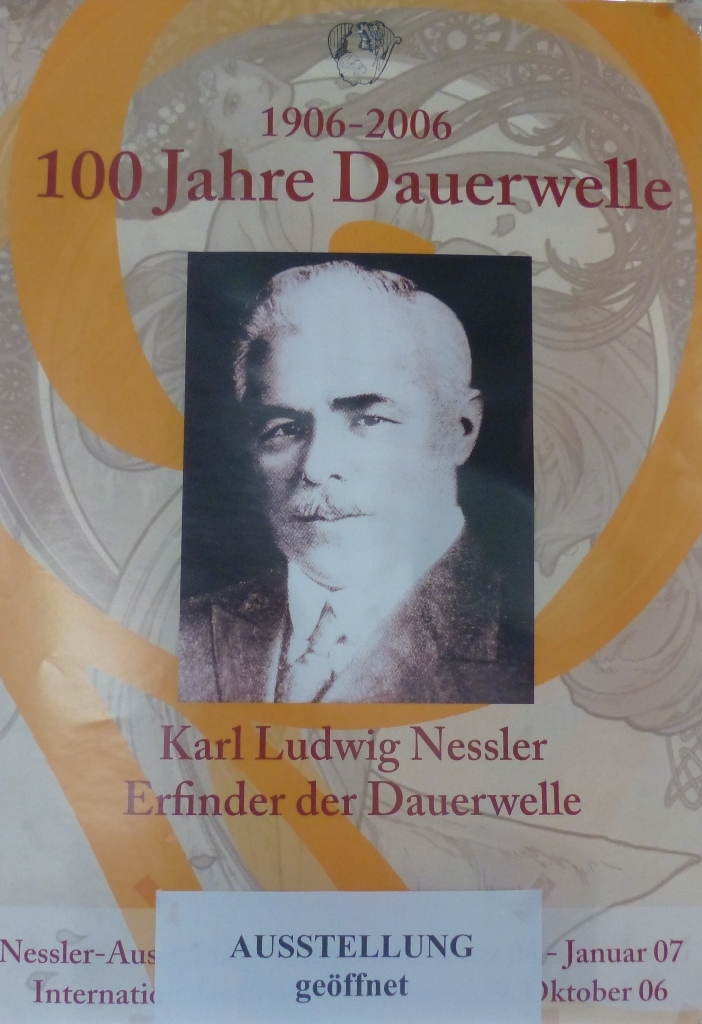 1906-2006
100 Jahre Dauerwelle
Karl Ludwig Nessler
Erfinder der Dauerwelle
Nessler-Aus - Januar 07
Internatio Oktober 06
AUSSTELLUNG
geöffnet